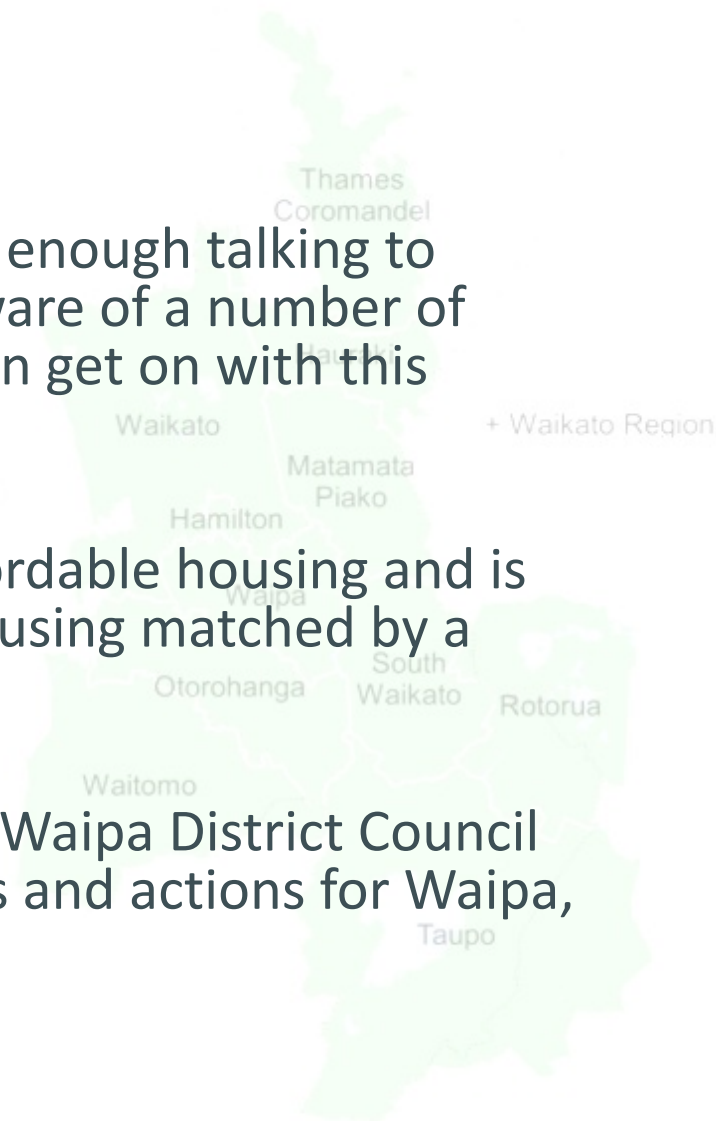 Thames
Coromandel
enough talking to
ware of a number of
n get on with this
Hauraki
Waikato
+ Waikato Region
Matamata
Piako
Hamilton
ordable housing and is
Waipa
using matched by a
South
Waikato
Otorohanga
Rotorua
Waitomo
Waipa District Council
s and actions for Waipa,
Taupo